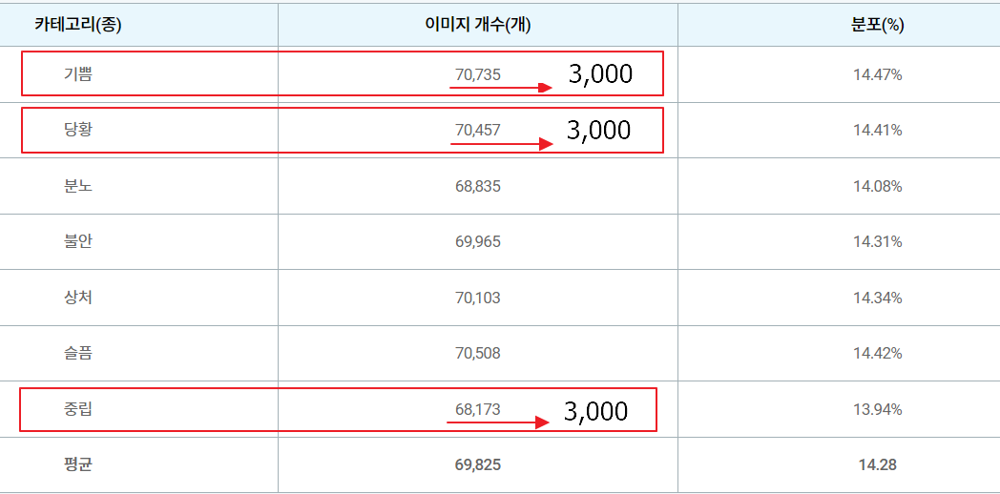 카테고리(종) 이미지 개수(개) 분포(%)
기쁨 70,735 3,000 14.47%
당황 70,457 3,000 14.41%
분노 68,835 14.08%
불안 69,965 14.31%
상처 70,103 14.34%
슬픔 70,508 14.42%
중립 68,173 3,000 13.94%
평균 69,825 14.28